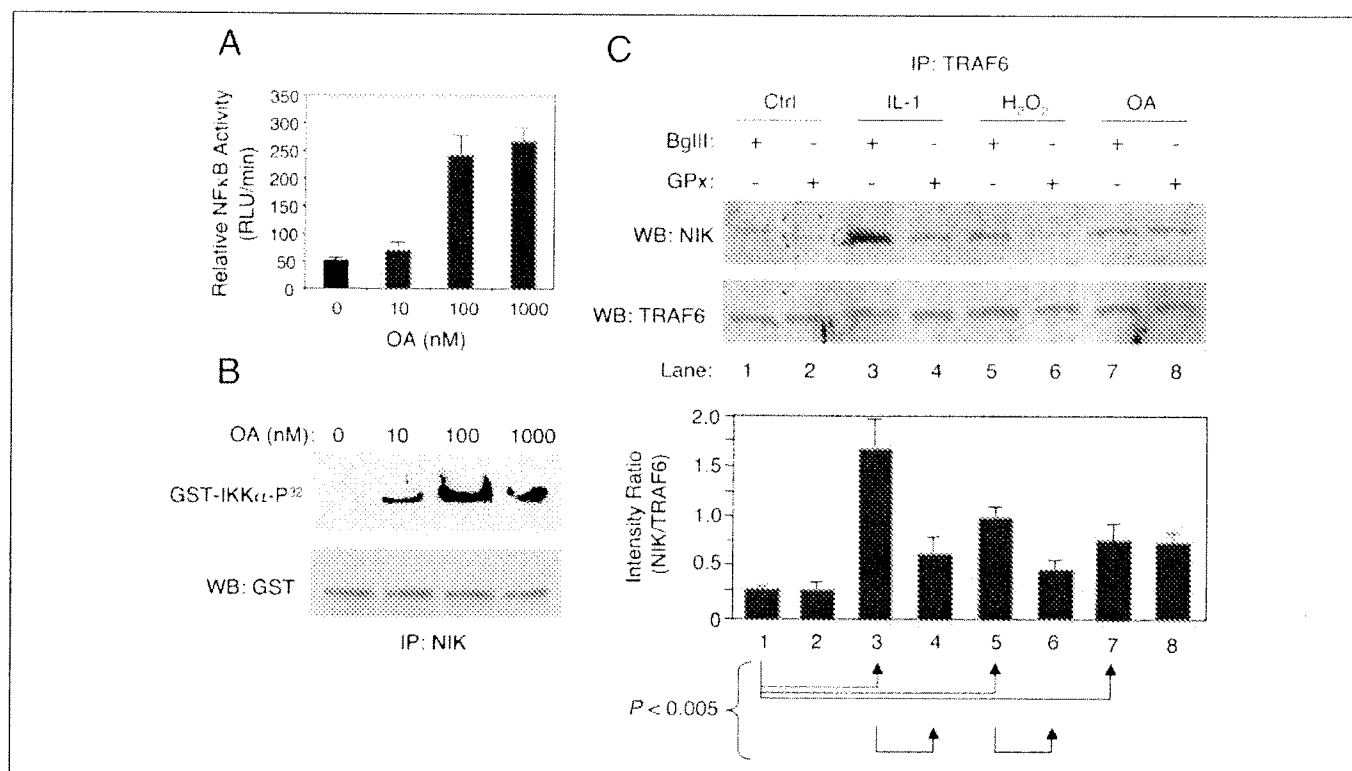 A
Relative NFκB Activity
(RLU/min)
350
300
250
200
150
100
50
0
0 10 100 1000
OA (nM)
B
OA (nM): 0 10 100 1000
GST-IKKα-P³²
WB: GST
IP: NIK
C
IP: TRAF6
Ctrl IL-1 H₂O₂ OA
BglII: + - + - + - + -
GPx: - + - + - + - +
WB: NIK
WB: TRAF6
Lane: 1 2 3 4 5 6 7 8
Intensity Ratio
(NIK/TRAF6)
2.0
1.5
1.0
0.5
0
1 2 3 4 5 6 7 8
P < 0.005